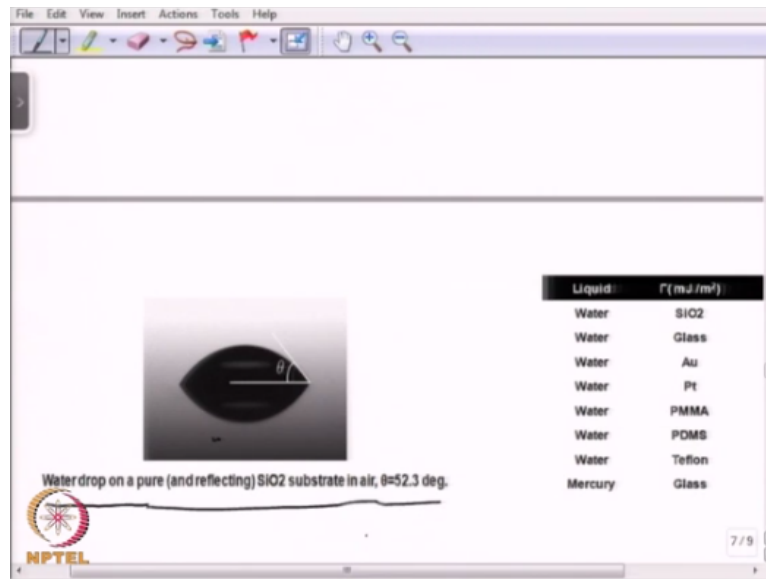 File Edit View Insert Actions Tools Help
θ
Water drop on a pure (and reflecting) SiO2 substrate in air, θ=52.3 deg.
Liquid Γ(mJ/m²)
Water SiO2
Water Glass
Water Au
Water Pt
Water PMMA
Water PDMS
Water Teflon
Mercury Glass
NPTEL
7/9